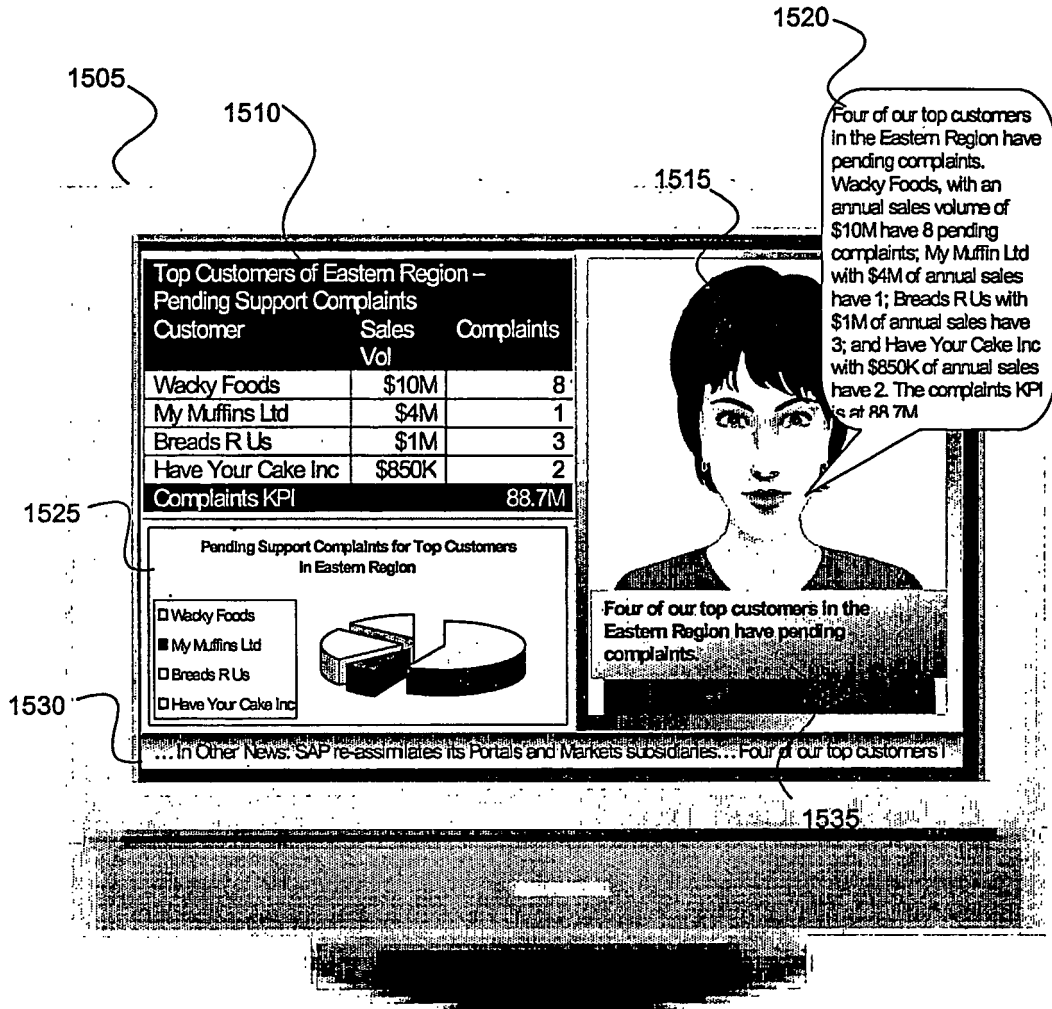 1520
1505
1510
1515
Four of our top customers
in the Eastern Region have
pending complaints.
Wacky Foods, with an
annual sales volume of
$10M have 8 pending
complaints; My Muffin Ltd
with $4M of annual sales
have 1; Breads R Us with
$1M of annual sales have
3; and Have Your Cake Inc
with $850K of annual sales
have 2. The complaints KPI
is at 88.7M
Top Customers of Eastern Region –
Pending Support Complaints
Customer Sales Vol Complaints
Wacky Foods $10M 8
My Muffins Ltd $4M 1
Breads R Us $1M 3
Have Your Cake Inc $850K 2
Complaints KPI 88.7M
1525
Pending Support Complaints for Top Customers
in Eastern Region
Wacky Foods
My Muffins Ltd
Breads R Us
Have Your Cake Inc
Four of our top customers in the
Eastern Region have pending
complaints.
1530
...In Other News: SAP re-assimilates its Portals and Markets subsidiaries... Four of our top customers I
1535